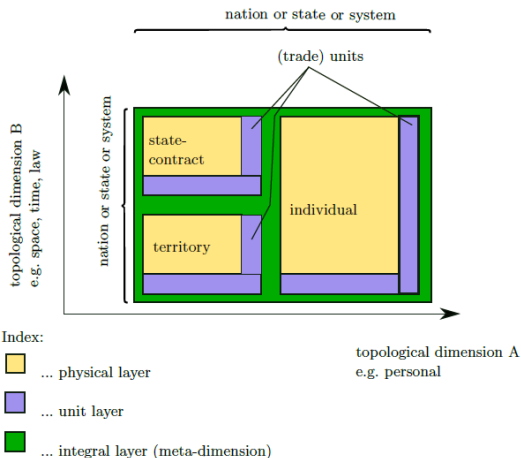 nation or state or system
(trade) units
topological dimension B
e.g. space, time, law
nation or state or system
state-
contract
individual
territory
Index:
topological dimension A
e.g. personal
... physical layer
... unit layer
... integral layer (meta-dimension)